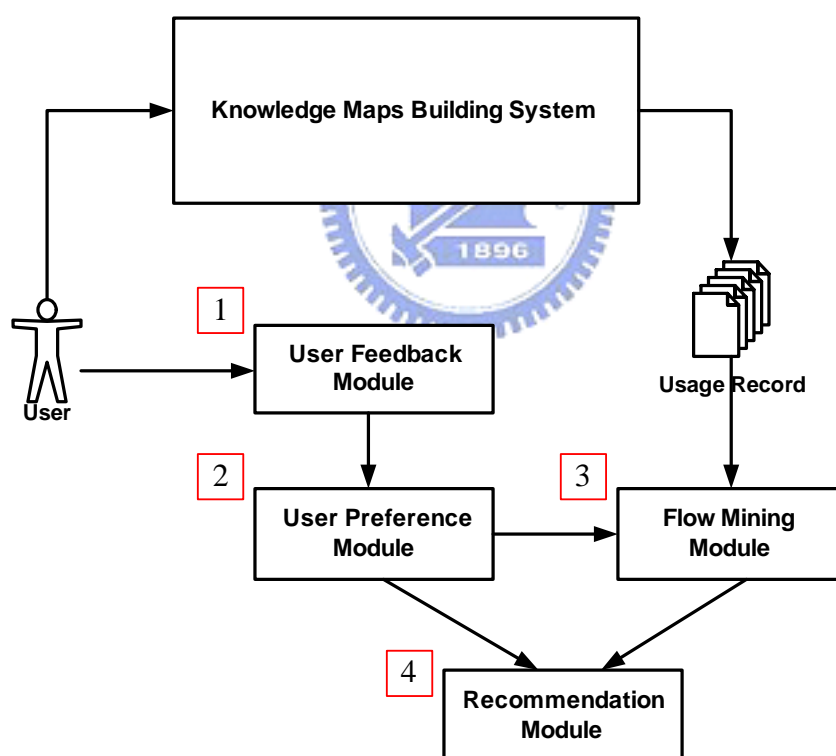 Knowledge Maps Building System
1896
1
User Feedback
Module
User
Usage Record
2
User Preference
Module
3
Flow Mining
Module
4
Recommendation
Module